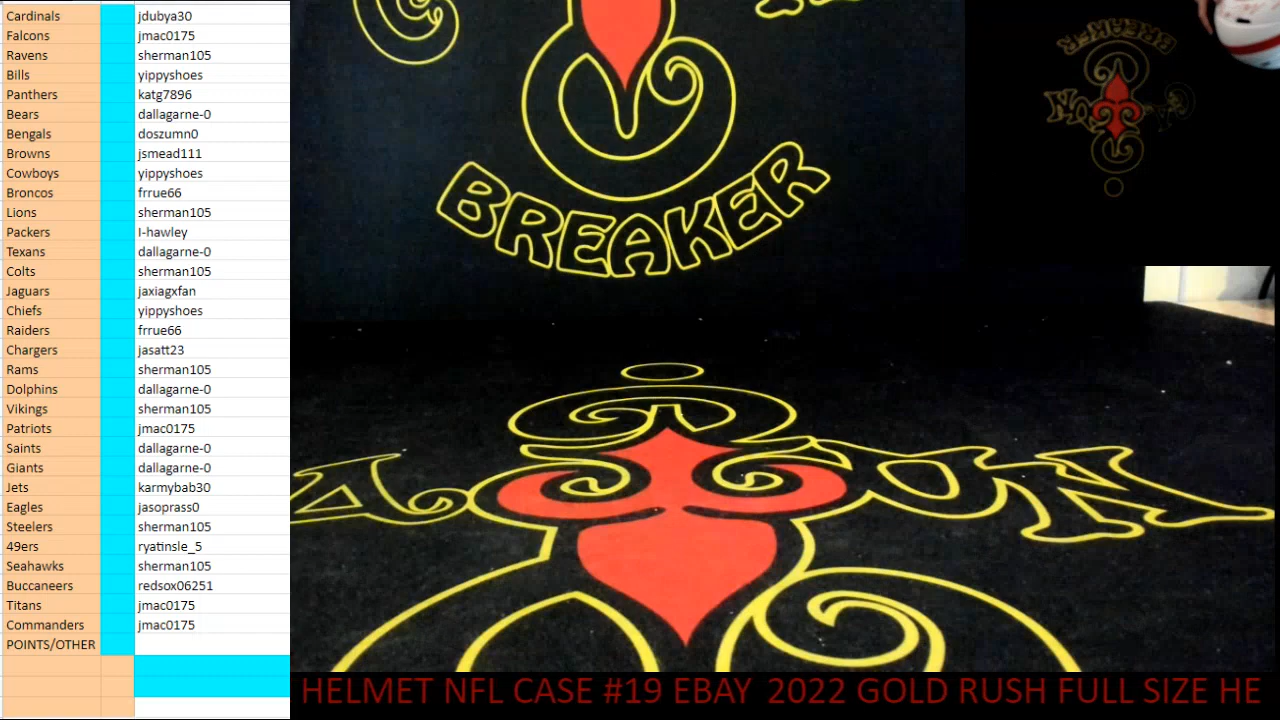 Cardinals jdubya30
Falcons jmac0175
Ravens sherman105
Bills yippyshoes
Panthers katg7896
Bears dallagarne-0
Bengals doszumn0
Browns jsmead111
Cowboys yippyshoes
Broncos frrue66
Lions sherman105
Packers I-hawley
Texans dallagarne-0
Colts sherman105
Jaguars jaxiagxfan
Chiefs yippyshoes
Raiders frrue66
Chargers jasatt23
Rams sherman105
Dolphins dallagarne-0
Vikings sherman105
Patriots jmac0175
Saints dallagarne-0
Giants dallagarne-0
Jets karmybab30
Eagles jasoprass0
Steelers sherman105
49ers ryatinsle_5
Seahawks sherman105
Buccaneers redsox06251
Titans jmac0175
Commanders jmac0175
POINTS/OTHER
BREAKER
BREAKER
HELMET NFL CASE #19 EBAY 2022 GOLD RUSH FULL SIZE HE